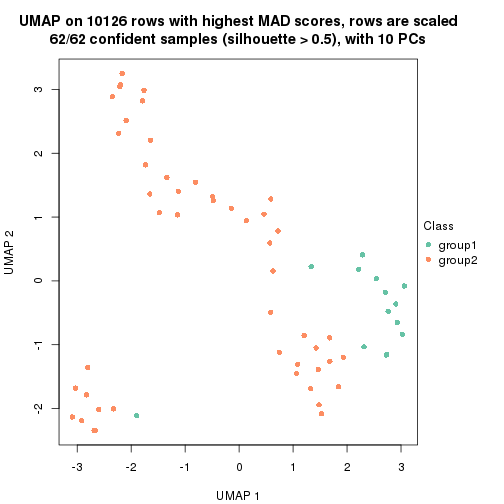 UMAP on 10126 rows with highest MAD scores, rows are scaled
62/62 confident samples (silhouette > 0.5), with 10 PCs
3
2
1
0
-1
-2
UMAP 2
-3
-2
-1
0
1
2
3
UMAP 1
Class
group1
group2